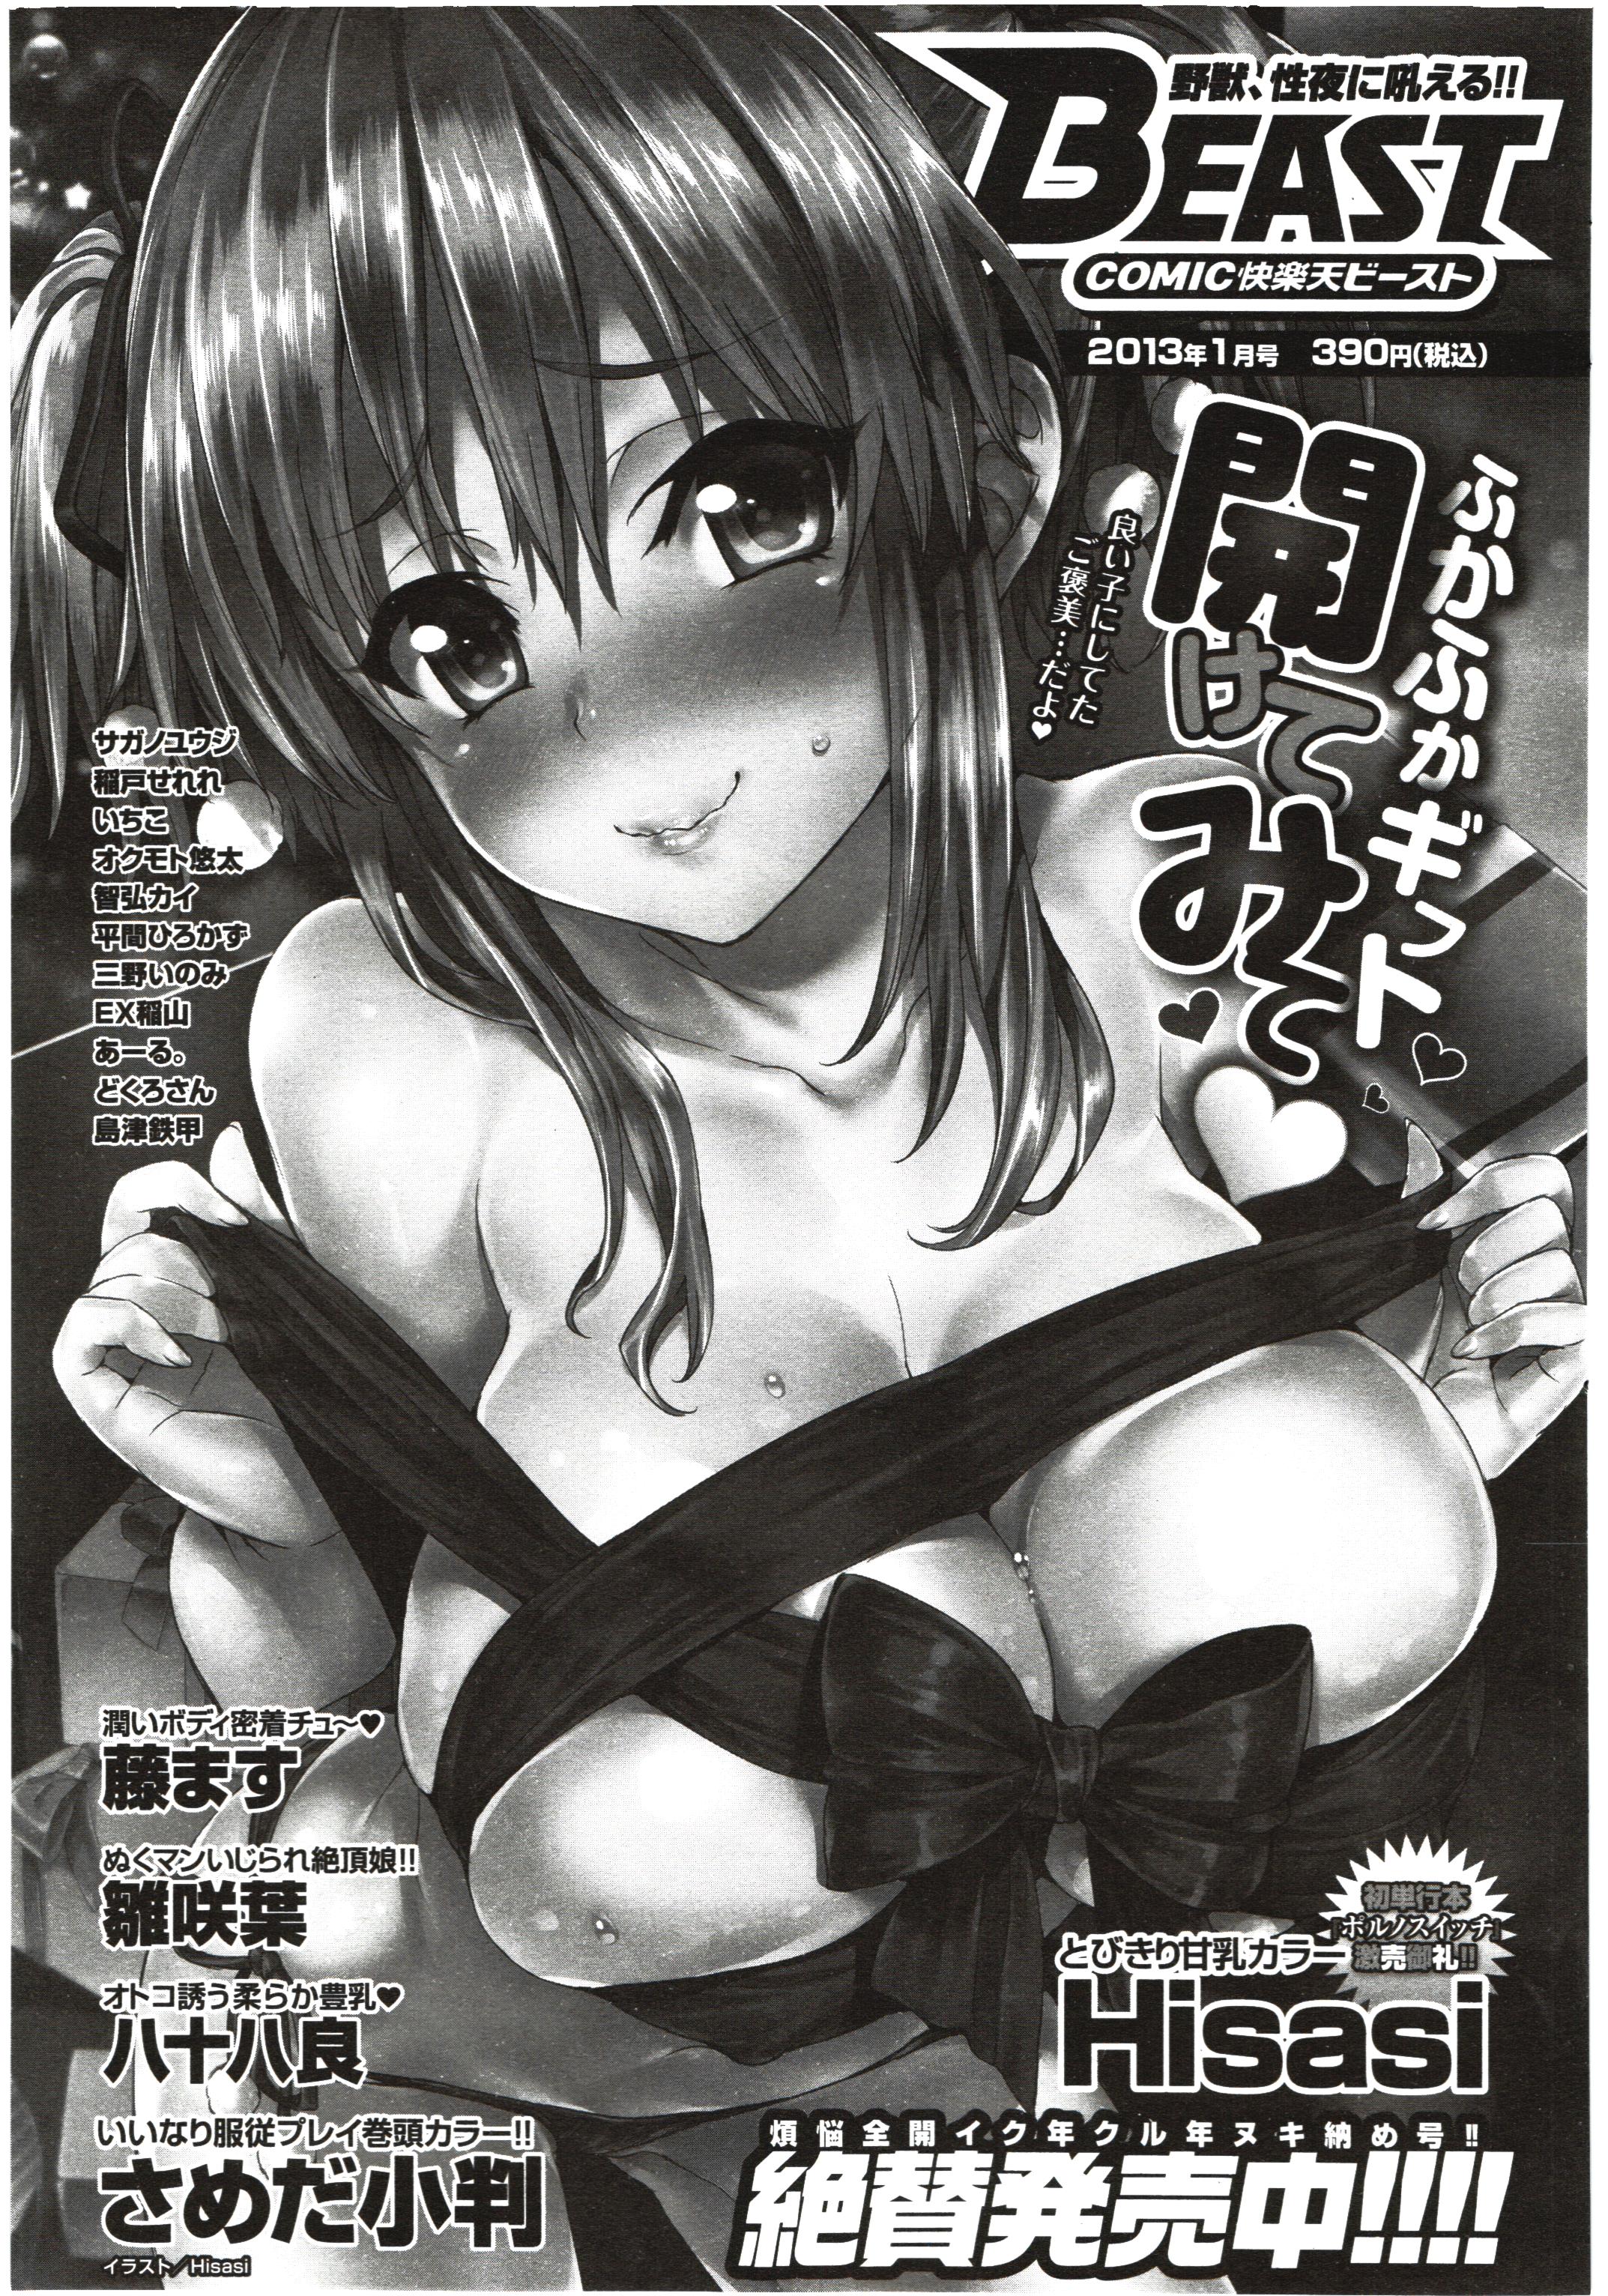 野獣、性夜に吼える!!
BEAST
COMIC快楽天ビースト
2013年1月号 390円(税込)
ふかふかギフト
開けてみて
良い子にしてた
ご褒美…だよ♥
サガノユウジ
稲戸せれれ
いちこ
オクモト悠太
智弘カイ
平間ひろかず
三野いのみ
EX稲山
あーる。
どくろさん
島津鉄甲
潤いボディ密着チュ～♥
藤ます
ぬくマンいじられ絶頂娘!!
雛咲葉
オトコ誘う柔らか豊乳♥
八十八良
いいなり服従プレイ巻頭カラー!!
さめだ小判
イラスト／Hisasi
初単行本
『ポルノスイッチ』
激売御礼!!
とびきり甘乳カラー
Hisasi
煩悩全開イク年クル年ヌキ納め号!!
絶賛発売中!!!!